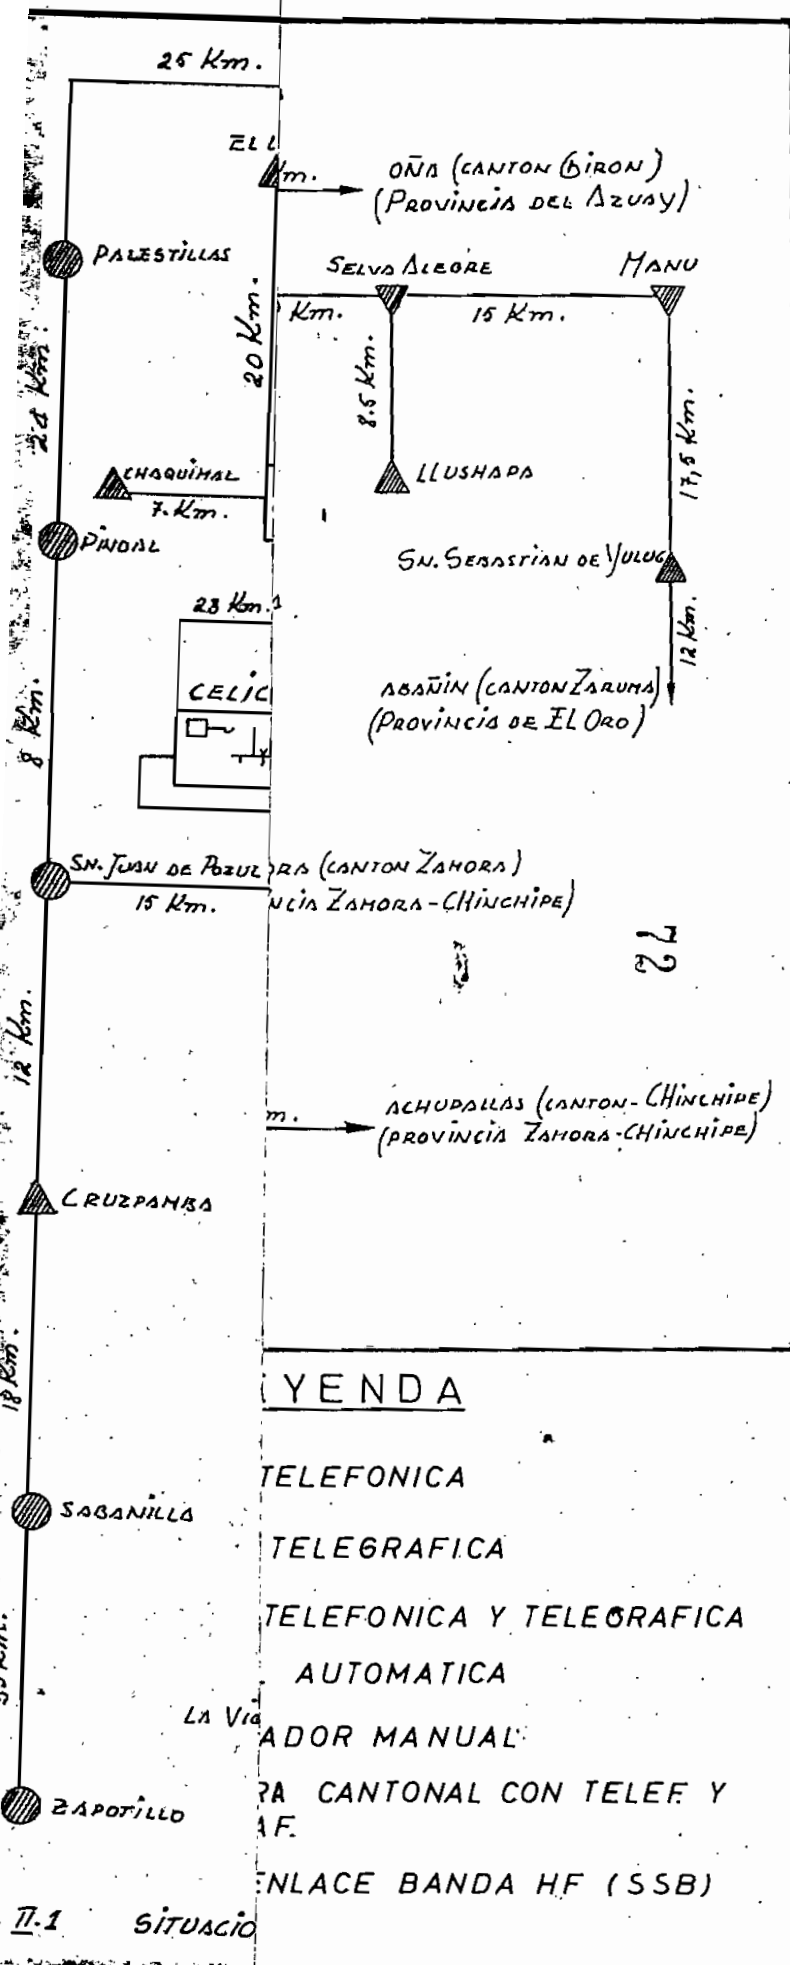 25 Km.
EL L
m.
OÑA (CANTON GIRON)
(PROVINCIA DEL AZUAY)
PALESTILLAS
SELVA ALEGRE
MANU
Km.
15 Km.
20 Km.
8.5 Km.
17,5 Km.
CHAQUIMAL
7. Km.
LLUSHAPA
PINDAL
SN. SEBASTIAN DE YULUG
23 Km.
12 Km.
CELIC
ABAÑIN (CANTON ZARUMA)
(PROVINCIA DE EL ORO)
8 Km.
SN. JUAN DE POZUL
RA (CANTON ZAMORA)
15 Km.
NCIA ZAMORA-CHINCHIPE)
72
12 Km.
m.
ACHUPALLAS (CANTON-CHINCHIPE)
(PROVINCIA ZAMORA-CHINCHIPE)
CRUZPAMBA
18 Km.
YENDA
TELEFONICA
SABANILLA
TELEGRAFICA
TELEFONICA Y TELEGRAFICA
AUTOMATICA
LA VIC
ADOR MANUAL
RA CANTONAL CON TELEF. Y
AF.
ZAPOTILLO
ENLACE BANDA HF (SSB)
II.1 SITUACIO